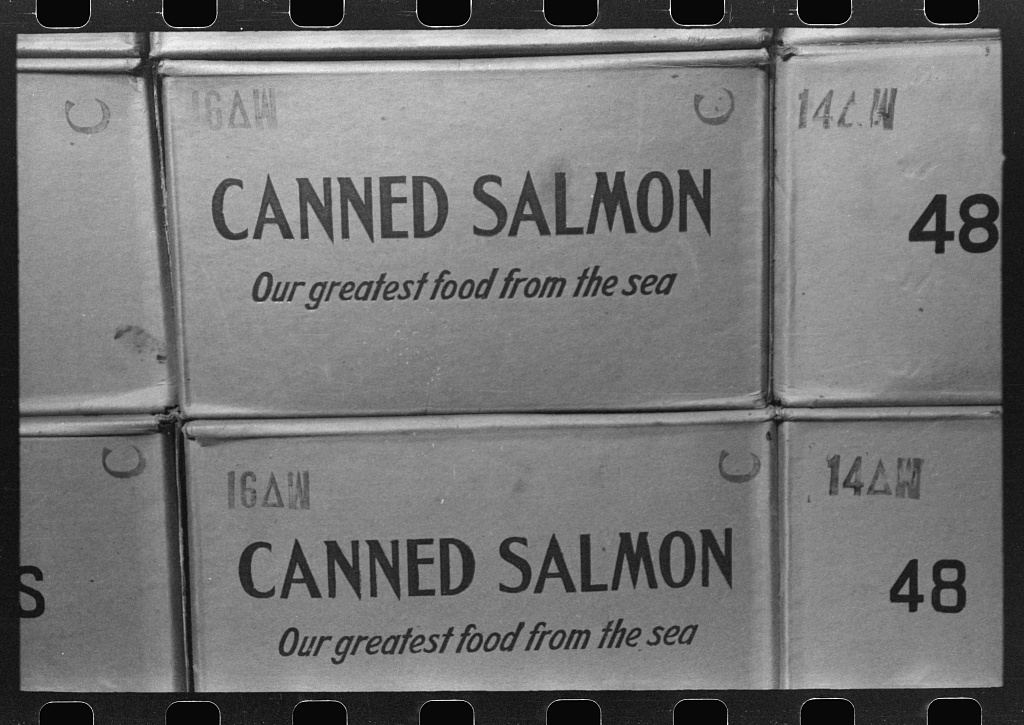 C
16ΔW
C
14ΔW
CANNED SALMON
48
Our greatest food from the sea
C
16ΔW
C
14ΔW
CANNED SALMON
48
S
Our greatest food from the sea